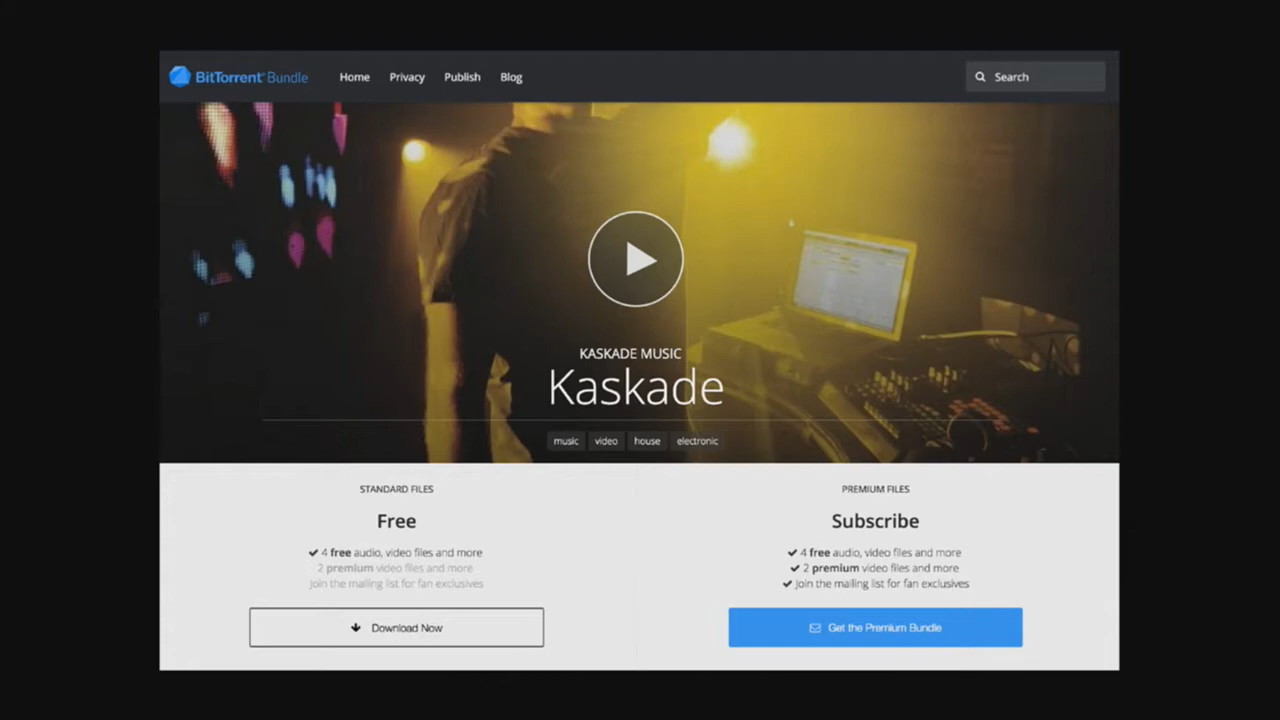 BitTorrent® Bundle Home Privacy Publish Blog Search
KASKADE MUSIC
Kaskade
music video house electronic
STANDARD FILES
Free
4 free audio, video files and more
2 premium video files and more
Join the mailing list for fan exclusives
Download Now
PREMIUM FILES
Subscribe
4 free audio, video files and more
2 premium video files and more
Join the mailing list for fan exclusives
Get the Premium Bundle